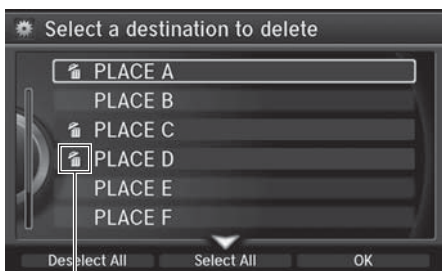 Select a destination to delete
PLACE A
PLACE B
PLACE C
PLACE D
PLACE E
PLACE F
Deselect All Select All OK